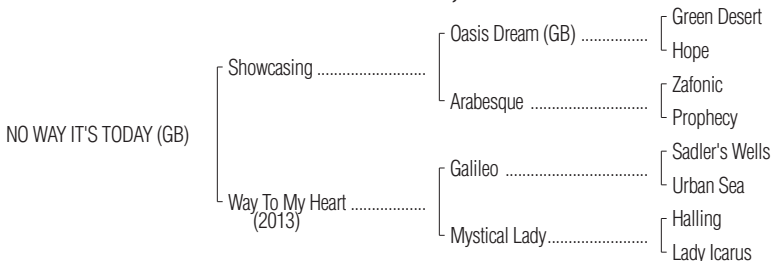 Green Desert
Oasis Dream (GB) ................
Hope
Showcasing ..........................
Zafonic
Arabesque ............................
Prophecy
NO WAY IT'S TODAY (GB)
Sadler's Wells
Galileo ..................................
Urban Sea
Way To My Heart ..................
(2013)
Halling
Mystical Lady........................
Lady Icarus